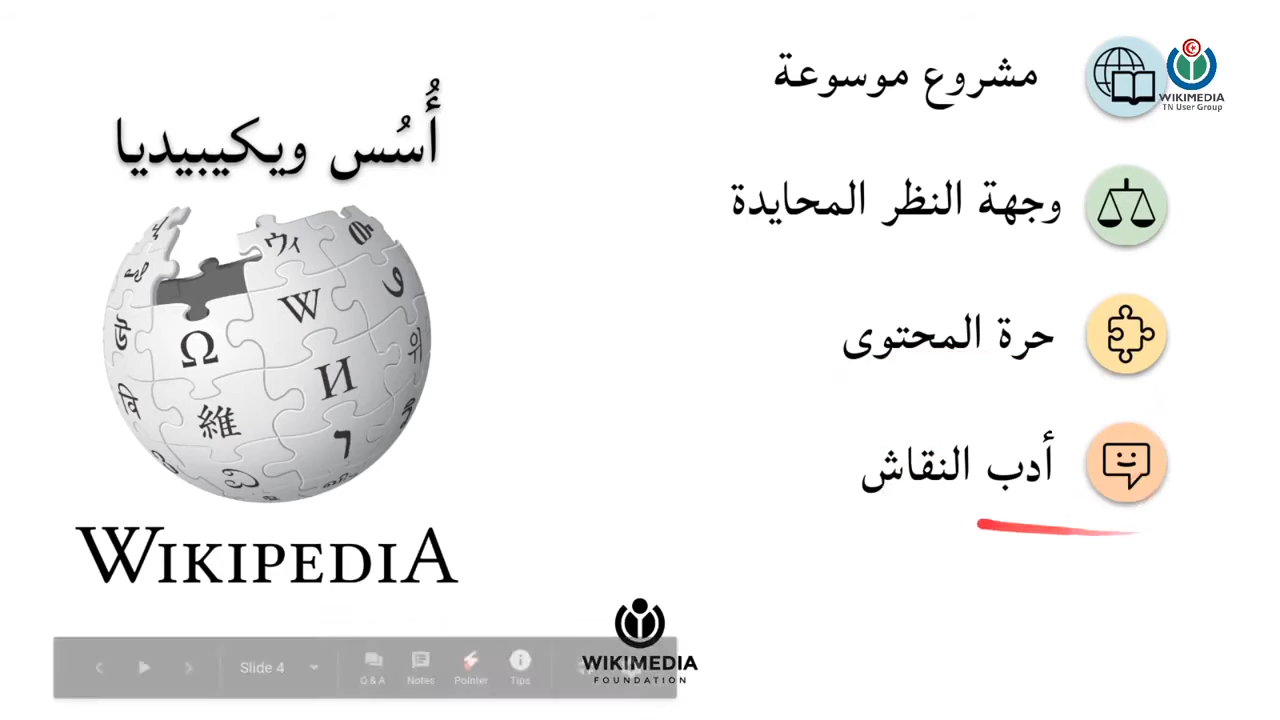 أُسُس ويكيبيديا
WIKIPEDIA
مشروع موسوعة
وجهة النظر المحايدة
حرة المحتوى
أدب النقاش
WIKIMEDIA
TN User Group
Slide 4
Q & A
Notes
Pointer
Tips
WIKIMEDIA
FOUNDATION
Ω
W
И
維
و